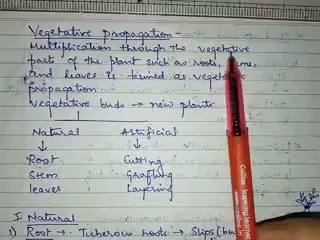 Vegetative propagation -
Multiplication through the vegetative
parts of the plant such as roots, stems,
and leaves is termed as vegetative
propagation
Vegetative buds → new plants
Natural Artificial
Root Cutting
Stem Grafting
leaves Layering
I Natural
1) Root → Tuberous roots → Slips (bu